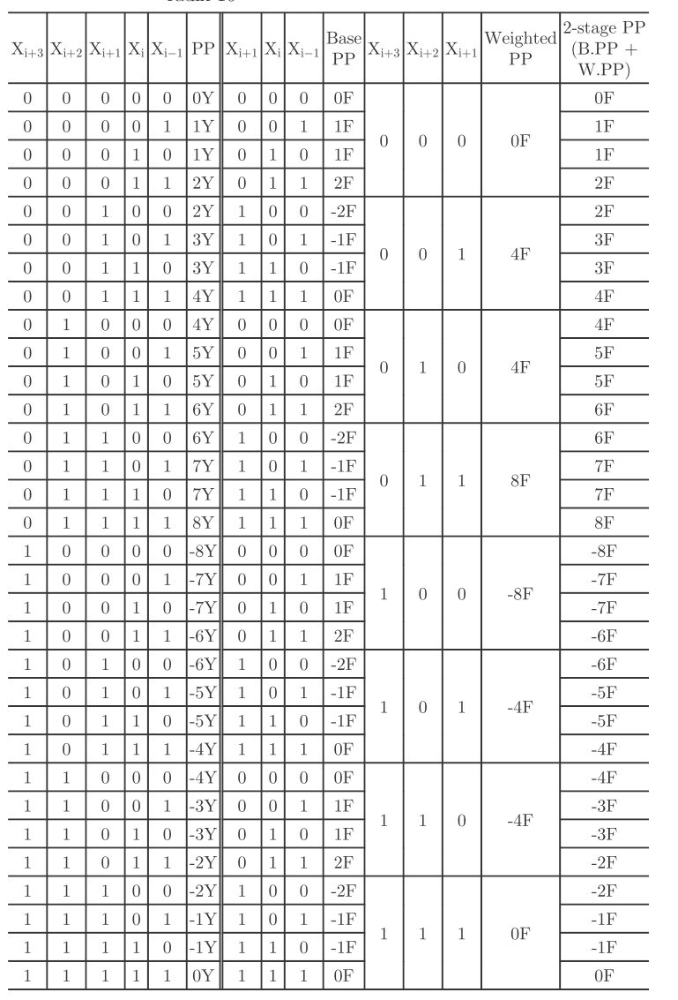 X_{i+3} X_{i+2} X_{i+1} X_i X_{i−1} PP X_{i+1} X_i X_{i−1} Base PP X_{i+3} X_{i+2} X_{i+1} Weighted PP 2-stage PP (B.PP + W.PP)
0 0 0 0 0 0Y 0 0 0 0F 0 0 0 0F 0F
0 0 0 0 1 1Y 0 0 1 1F 1F
0 0 0 1 0 1Y 0 1 0 1F 1F
0 0 0 1 1 2Y 0 1 1 2F 2F
0 0 1 0 0 2Y 1 0 0 -2F 0 0 1 4F 2F
0 0 1 0 1 3Y 1 0 1 -1F 3F
0 0 1 1 0 3Y 1 1 0 -1F 3F
0 0 1 1 1 4Y 1 1 1 0F 4F
0 1 0 0 0 4Y 0 0 0 0F 0 1 0 4F 4F
0 1 0 0 1 5Y 0 0 1 1F 5F
0 1 0 1 0 5Y 0 1 0 1F 5F
0 1 0 1 1 6Y 0 1 1 2F 6F
0 1 1 0 0 6Y 1 0 0 -2F 0 1 1 8F 6F
0 1 1 0 1 7Y 1 0 1 -1F 7F
0 1 1 1 0 7Y 1 1 0 -1F 7F
0 1 1 1 1 8Y 1 1 1 0F 8F
1 0 0 0 0 -8Y 0 0 0 0F 1 0 0 -8F -8F
1 0 0 0 1 -7Y 0 0 1 1F -7F
1 0 0 1 0 -7Y 0 1 0 1F -7F
1 0 0 1 1 -6Y 0 1 1 2F -6F
1 0 1 0 0 -6Y 1 0 0 -2F 1 0 1 -4F -6F
1 0 1 0 1 -5Y 1 0 1 -1F -5F
1 0 1 1 0 -5Y 1 1 0 -1F -5F
1 0 1 1 1 -4Y 1 1 1 0F -4F
1 1 0 0 0 -4Y 0 0 0 0F 1 1 0 -4F -4F
1 1 0 0 1 -3Y 0 0 1 1F -3F
1 1 0 1 0 -3Y 0 1 0 1F -3F
1 1 0 1 1 -2Y 0 1 1 2F -2F
1 1 1 0 0 -2Y 1 0 0 -2F 1 1 1 0F -2F
1 1 1 0 1 -1Y 1 0 1 -1F -1F
1 1 1 1 0 -1Y 1 1 0 -1F -1F
1 1 1 1 1 0Y 1 1 1 0F 0F